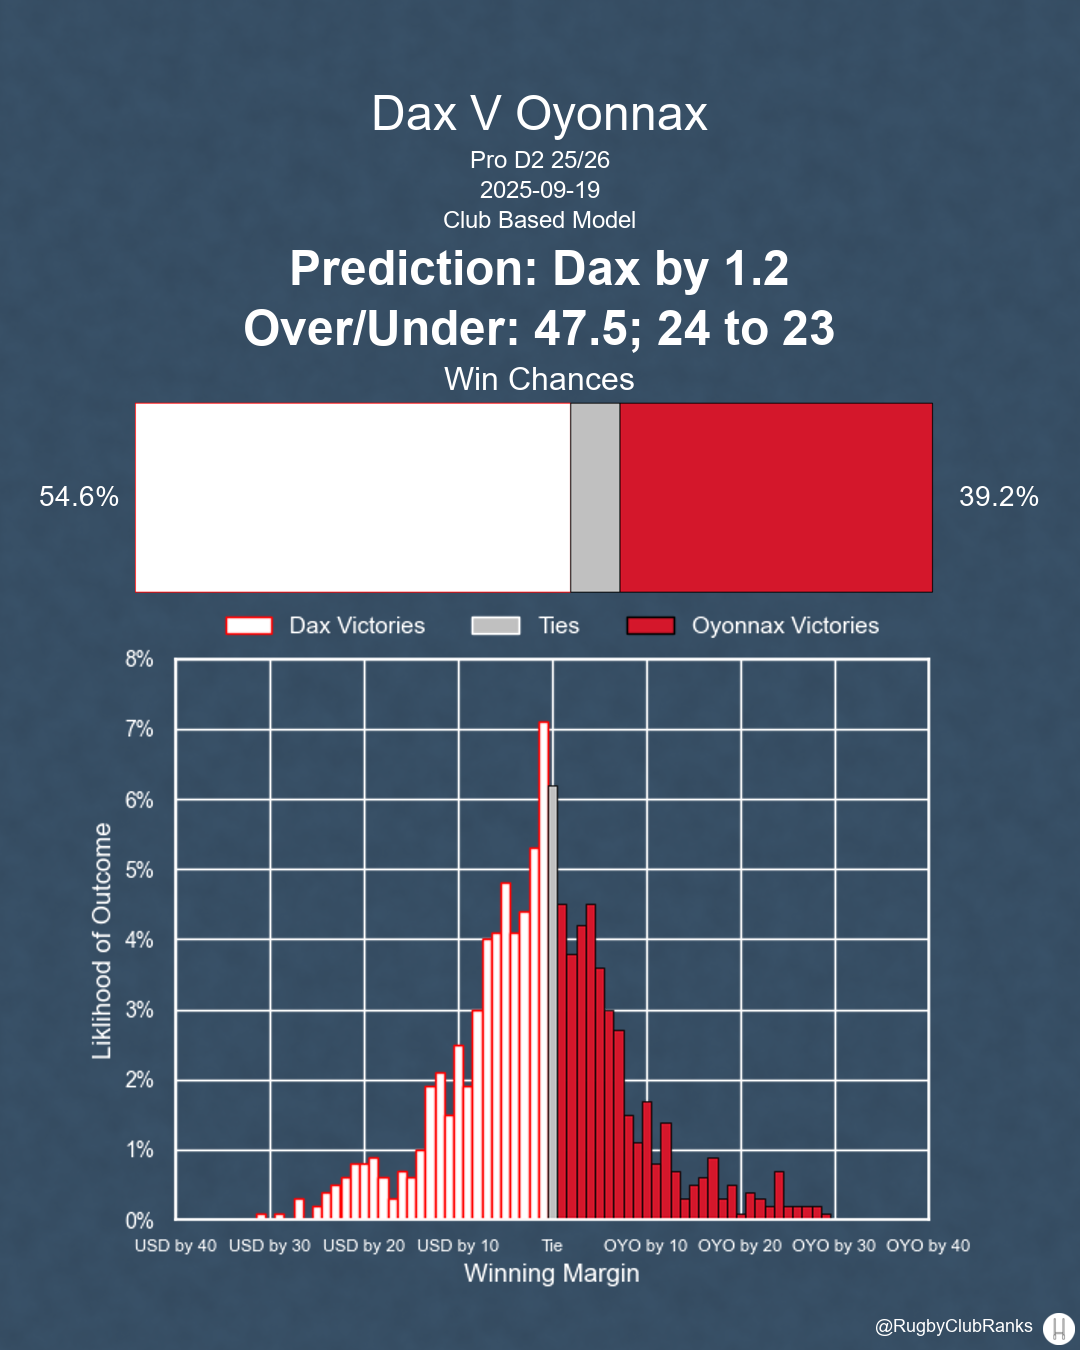 Dax V Oyonnax
Pro D2 25/26
2025-09-19
Club Based Model
Prediction: Dax by 1.2
Over/Under: 47.5; 24 to 23
Win Chances
54.6%
39.2%
Dax Victories
Ties
Oyonnax Victories
8%
7%
6%
5%
4%
3%
2%
1%
0%
Liklihood of Outcome
USD by 40
USD by 30
USD by 20
USD by 10
Tie
OYO by 10
OYO by 20
OYO by 30
OYO by 40
Winning Margin
@RugbyClubRanks